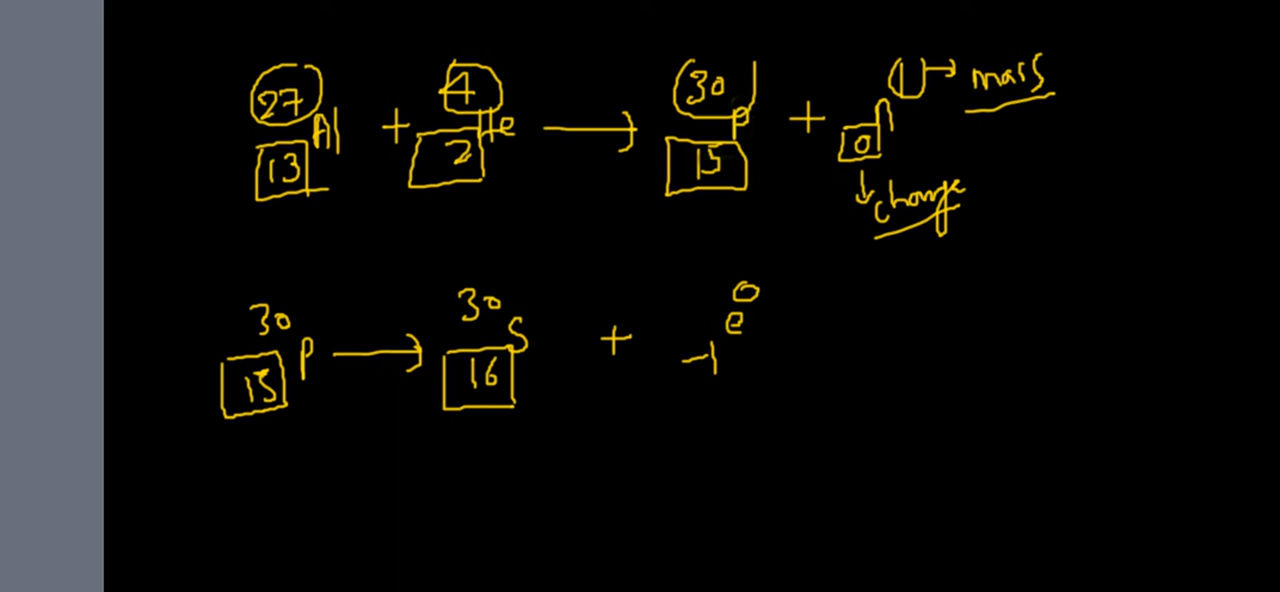 27 13 Al + 4 2 He → 30 15 P + 1 0 n → mass
↓ charge
30 15 P → 30 16 S + 0 -1 e